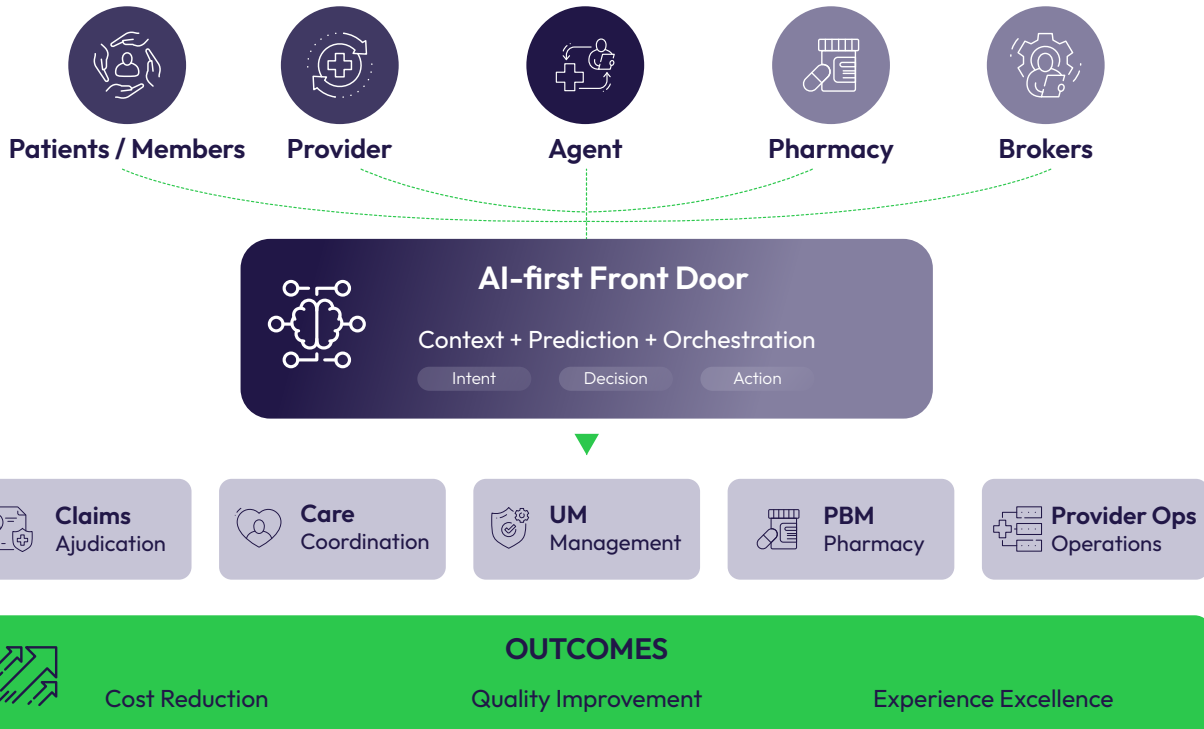 Patients / Members
Provider
Agent
Pharmacy
Brokers
AI-first Front Door
Context + Prediction + Orchestration
Intent
Decision
Action
Claims
Ajudication
Care
Coordination
UM
Management
PBM
Pharmacy
Provider Ops
Operations
OUTCOMES
Cost Reduction
Quality Improvement
Experience Excellence